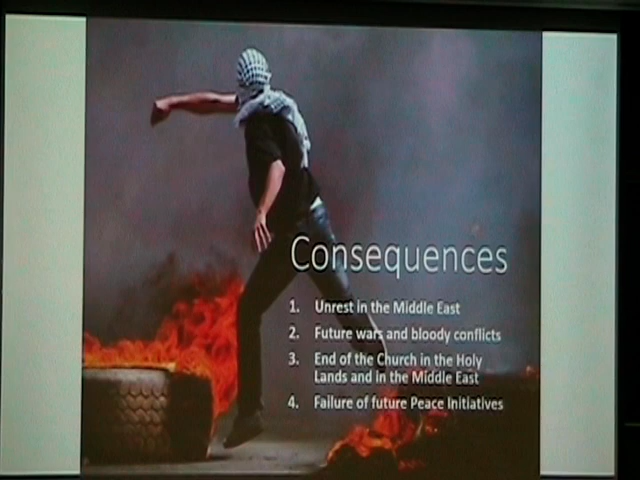 Consequences
1. Unrest in the Middle East
2. Future wars and bloody conflicts
3. End of the Church in the Holy
Lands and in the Middle East
4. Failure of future Peace Initiatives